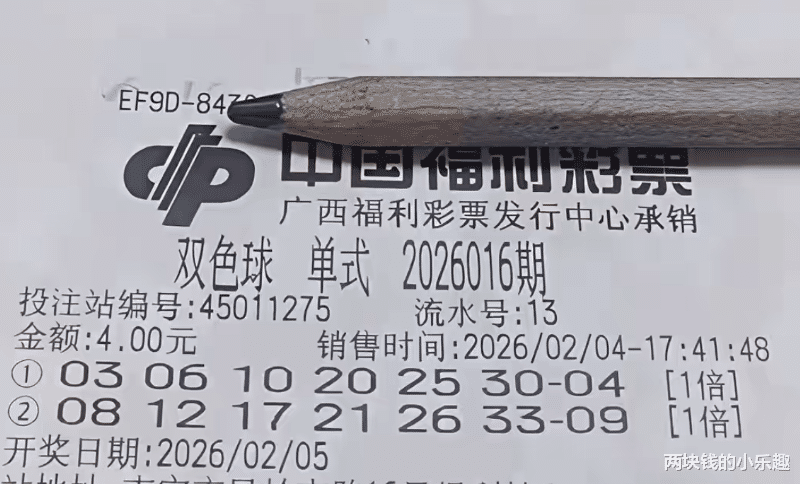 EF9D-847
中国福利彩票
广西福利彩票发行中心承销
双色球 单式 2026016期
投注站编号:45011275 流水号:13
金额:4.00元 销售时间:2026/02/04-17:41:48
① 03 06 10 20 25 30-04 [1倍]
② 08 12 17 21 26 33-09 [1倍]
开奖日期:2026/02/05
两块钱的小乐趣